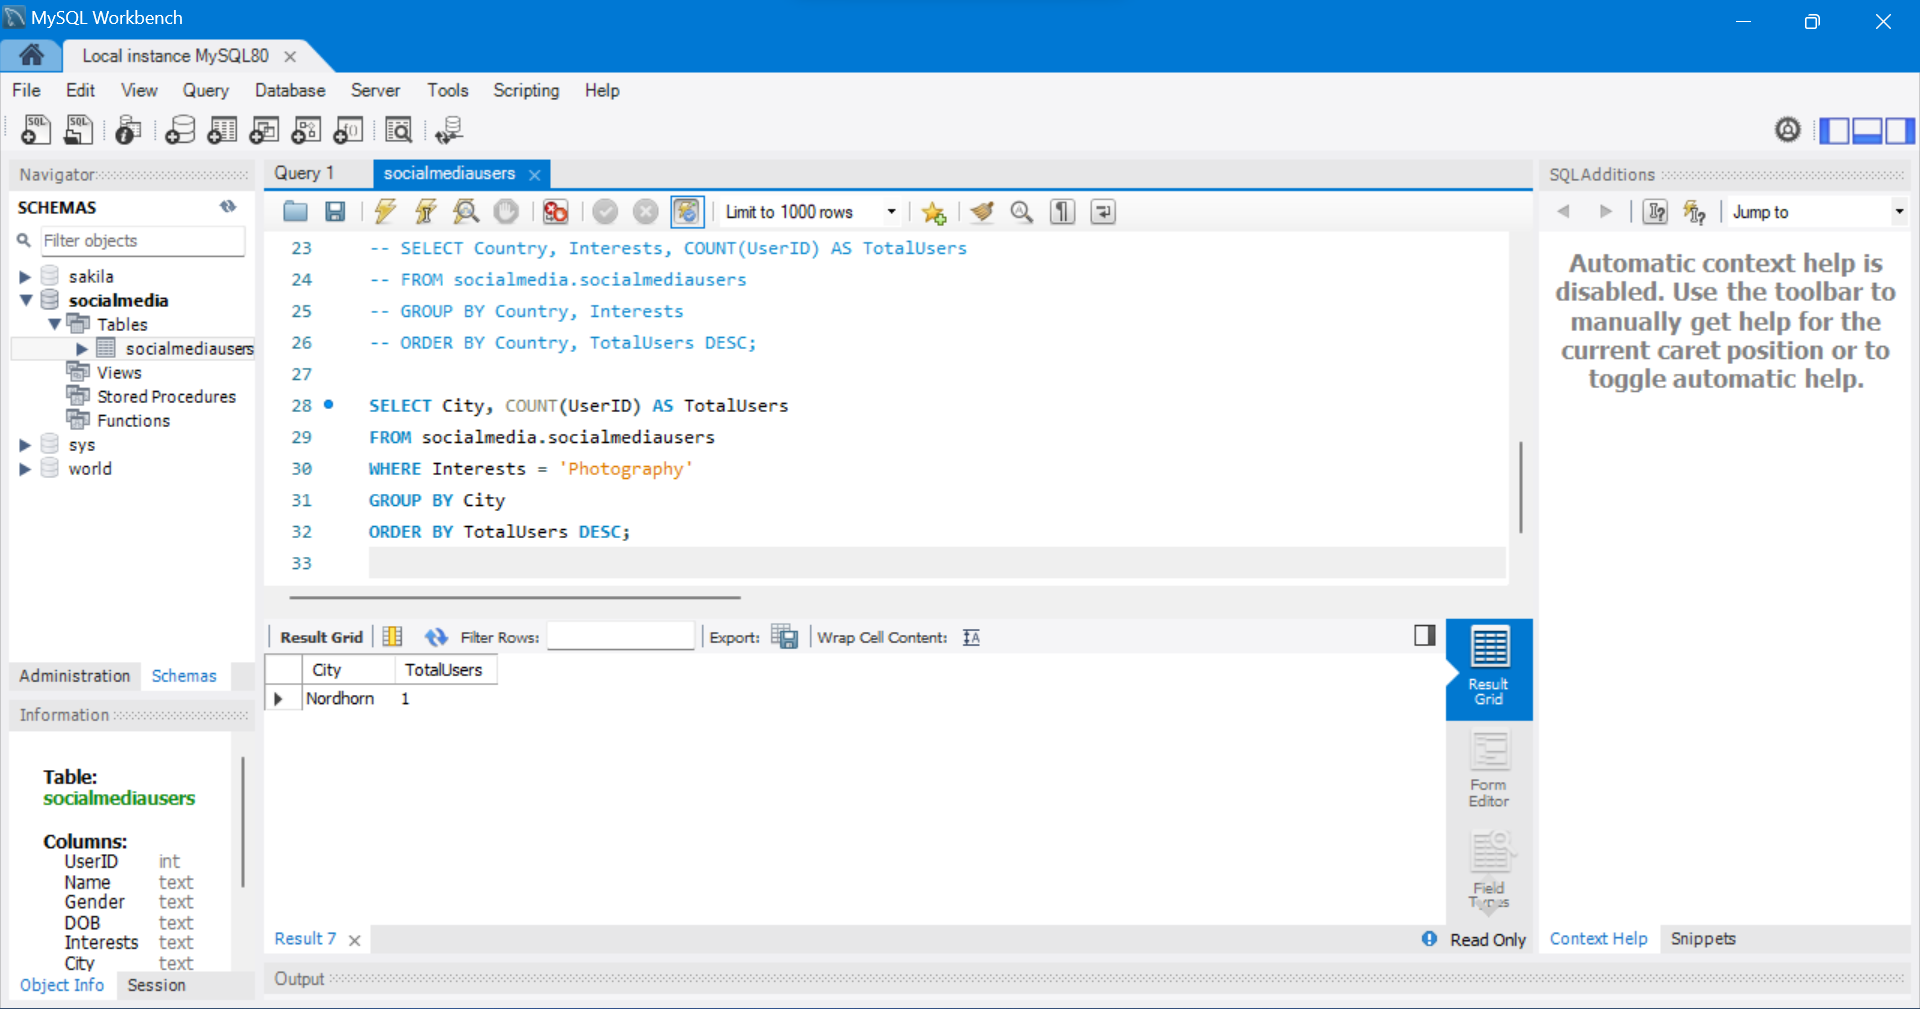 MySQL Workbench
Local instance MySQL80
File Edit View Query Database Server Tools Scripting Help
Navigator
SCHEMAS
Filter objects
sakila
socialmedia
Tables
socialmediausers
Views
Stored Procedures
Functions
sys
world
Administration Schemas
Information
Table:
socialmediausers
Columns:
UserID int
Name text
Gender text
DOB text
Interests text
City text
Object Info Session
Query 1 socialmediausers
Limit to 1000 rows
23 -- SELECT Country, Interests, COUNT(UserID) AS TotalUsers
24 -- FROM socialmedia.socialmediausers
25 -- GROUP BY Country, Interests
26 -- ORDER BY Country, TotalUsers DESC;
27
28 SELECT City, COUNT(UserID) AS TotalUsers
29 FROM socialmedia.socialmediausers
30 WHERE Interests = 'Photography'
31 GROUP BY City
32 ORDER BY TotalUsers DESC;
33
Result Grid Filter Rows: Export: Wrap Cell Content:
City TotalUsers
Nordhorn 1
Result
Grid
Form
Editor
Field
Types
Result 7 Read Only
Output
SQLAdditions
Jump to
Automatic context help is
disabled. Use the toolbar to
manually get help for the
current caret position or to
toggle automatic help.
Context Help Snippets